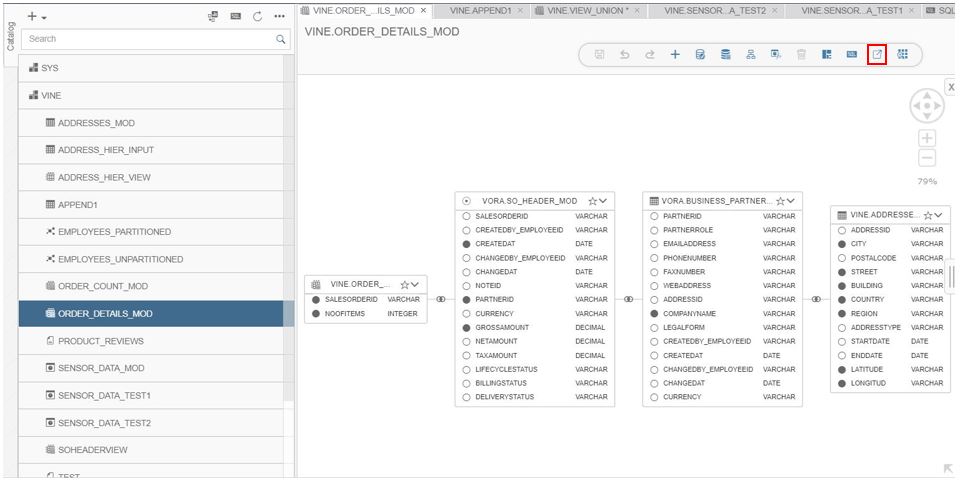 VINE.ORDER_...ILS_MOD ×
VINE.APPEND1 ×
VINE.VIEW_UNION * ×
VINE.SENSOR...A_TEST2 ×
VINE.SENSOR...A_TEST1 ×
SQL
Catalog
Search
SYS
VINE
ADDRESSES_MOD
ADDRESS_HIER_INPUT
ADDRESS_HIER_VIEW
APPEND1
EMPLOYEES_PARTITIONED
EMPLOYEES_UNPARTITIONED
ORDER_COUNT_MOD
ORDER_DETAILS_MOD
PRODUCT_REVIEWS
SENSOR_DATA_MOD
SENSOR_DATA_TEST1
SENSOR_DATA_TEST2
SOHEADERVIEW
TEST
VINE.ORDER_DETAILS_MOD
X
79%
VINE.ORDER_...
SALESORDERID VARCHAR
NOOFITEMS INTEGER
VORA.SO_HEADER_MOD
SALESORDERID VARCHAR
CREATEDBY_EMPLOYEEID VARCHAR
CREATEDAT DATE
CHANGEDBY_EMPLOYEEID VARCHAR
CHANGEDAT DATE
NOTEID VARCHAR
PARTNERID VARCHAR
CURRENCY VARCHAR
GROSSAMOUNT DECIMAL
NETAMOUNT DECIMAL
TAXAMOUNT DECIMAL
LIFECYCLESTATUS VARCHAR
BILLINGSTATUS VARCHAR
DELIVERYSTATUS VARCHAR
VORA.BUSINESS_PARTNER...
PARTNERID VARCHAR
PARTNERROLE VARCHAR
EMAILADDRESS VARCHAR
PHONENUMBER VARCHAR
FAXNUMBER VARCHAR
WEBADDRESS VARCHAR
ADDRESSID VARCHAR
COMPANYNAME VARCHAR
LEGALFORM VARCHAR
CREATEDBY_EMPLOYEEID VARCHAR
CREATEDAT DATE
CHANGEDBY_EMPLOYEEID VARCHAR
CHANGEDAT DATE
CURRENCY VARCHAR
VINE.ADDRESSE...
ADDRESSID VARCHAR
CITY VARCHAR
POSTALCODE VARCHAR
STREET VARCHAR
BUILDING VARCHAR
COUNTRY VARCHAR
REGION VARCHAR
ADDRESSTYPE VARCHAR
STARTDATE DATE
ENDDATE DATE
LATITUDE VARCHAR
LONGITUD VARCHAR